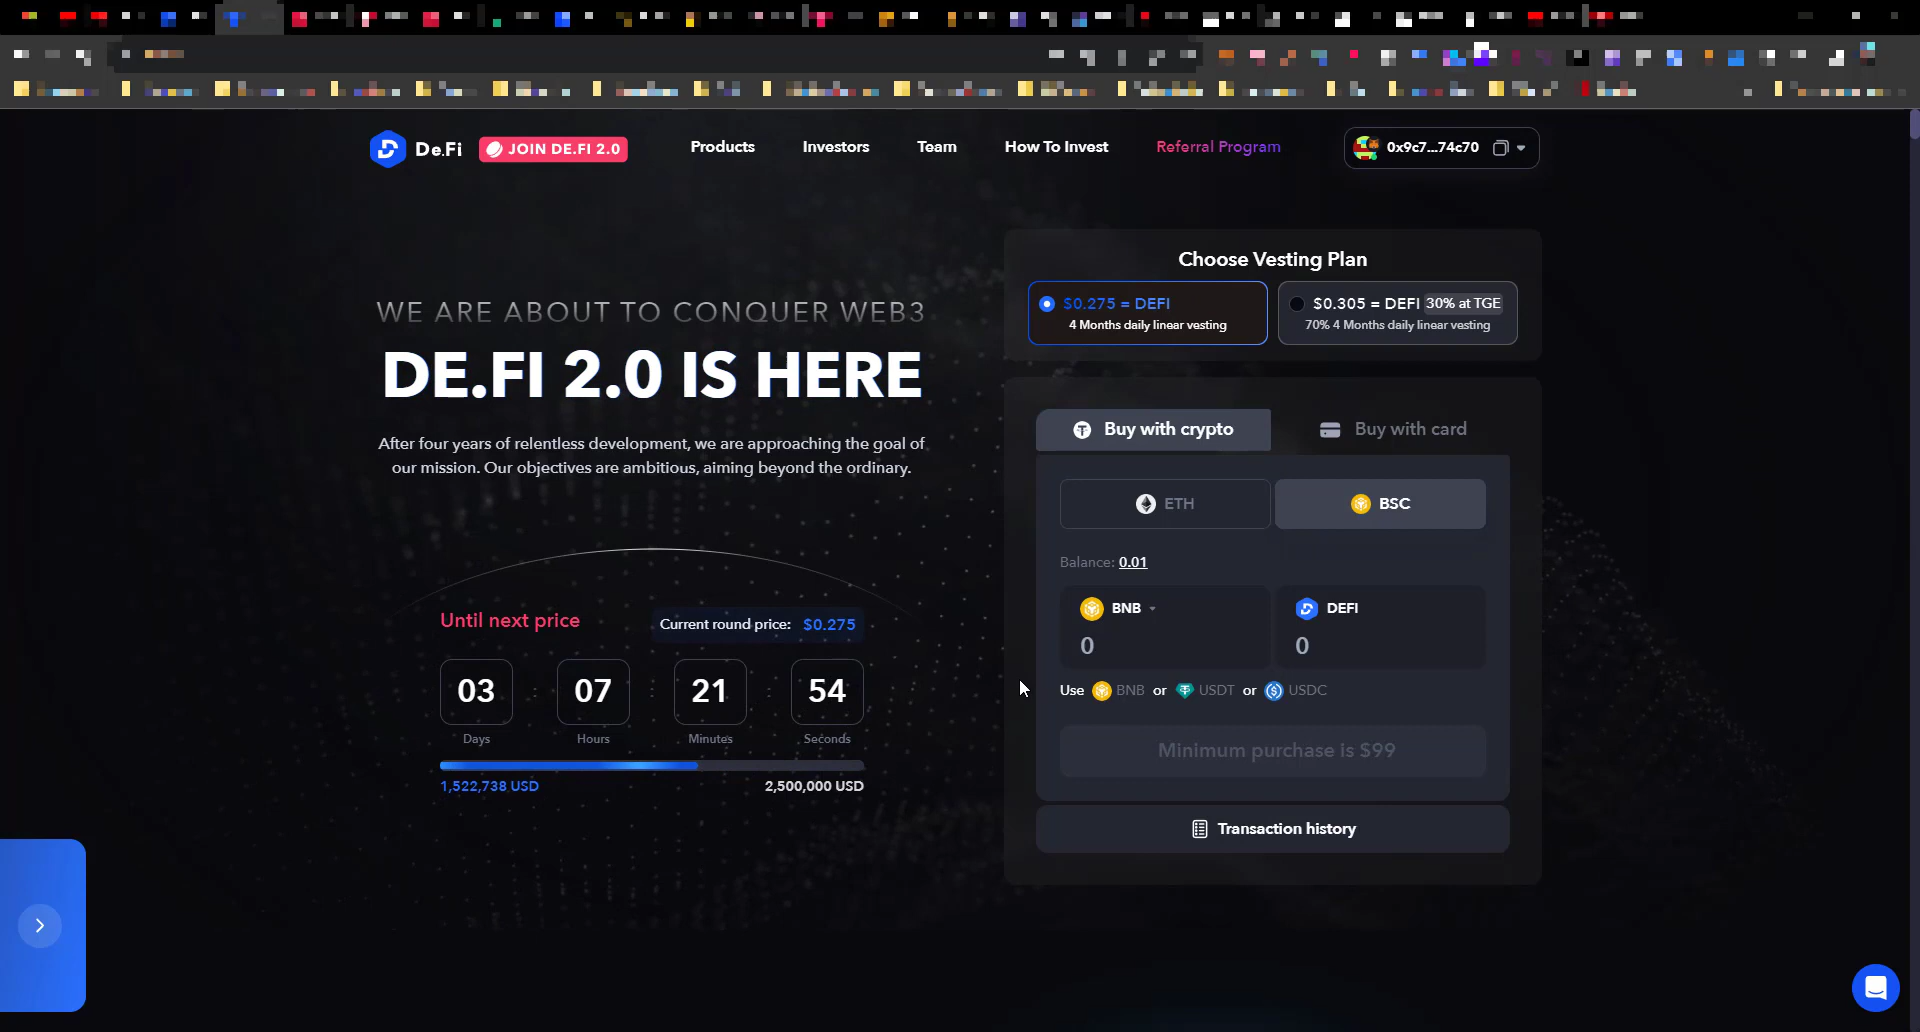 De.Fi
JOIN DE.FI 2.0
Products
Investors
Team
How To Invest
Referral Program
0x9c7...74c70
WE ARE ABOUT TO CONQUER WEB3
DE.FI 2.0 IS HERE
After four years of relentless development, we are approaching the goal of
our mission. Our objectives are ambitious, aiming beyond the ordinary.
Until next price
Current round price: $0.275
03 : 07 : 21 : 54
Days Hours Minutes Seconds
1,522,738 USD
2,500,000 USD
Choose Vesting Plan
$0.275 = DEFI
4 Months daily linear vesting
$0.305 = DEFI 30% at TGE
70% 4 Months daily linear vesting
Buy with crypto
Buy with card
ETH
BSC
Balance: 0.01
BNB
0
DEFI
0
Use BNB or USDT or USDC
Minimum purchase is $99
Transaction history